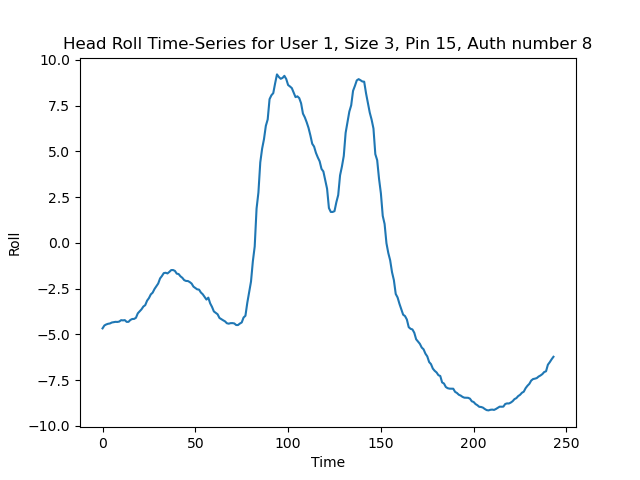 Head Roll Time-Series for User 1, Size 3, Pin 15, Auth number 8
10.0
7.5
5.0
2.5
0.0
−2.5
−5.0
−7.5
−10.0
Roll
0 50 100 150 200 250
Time